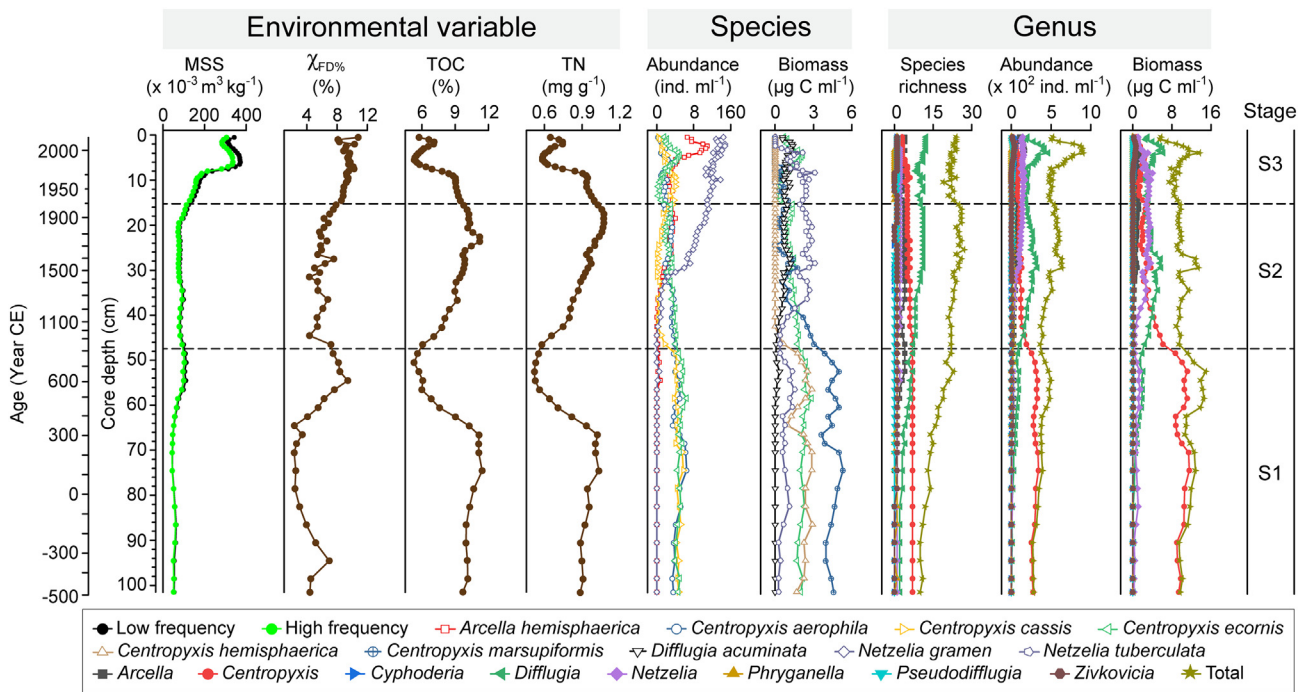 Environmental variable Species Genus
MSS χFD% TOC TN Abundance Biomass Species Abundance Biomass
(x 10-3 m3 kg-1) (%) (%) (mg g-1) (ind. ml-1) (µg C ml-1) richness (x 102 ind. ml-1) (µg C ml-1) Stage
0 200 400 4 8 12 6 9 12 0.6 0.9 1.2 0 80 160 0 3 6 0 15 30 0 5 10 0 8 16
Age (Year CE)
2000
1950
1900
1500
1100
600
300
0
-300
-500
Core depth (cm)
0
10
20
30
40
50
60
70
80
90
100
S3
S2
S1
Low frequency High frequency Arcella hemisphaerica Centropyxis aerophila Centropyxis cassis Centropyxis ecornis
Centropyxis hemisphaerica Centropyxis marsupiformis Difflugia acuminata Netzelia gramen Netzelia tuberculata
Arcella Centropyxis Cyphoderia Difflugia Netzelia Phryganella Pseudodifflugia Zivkovicia Total